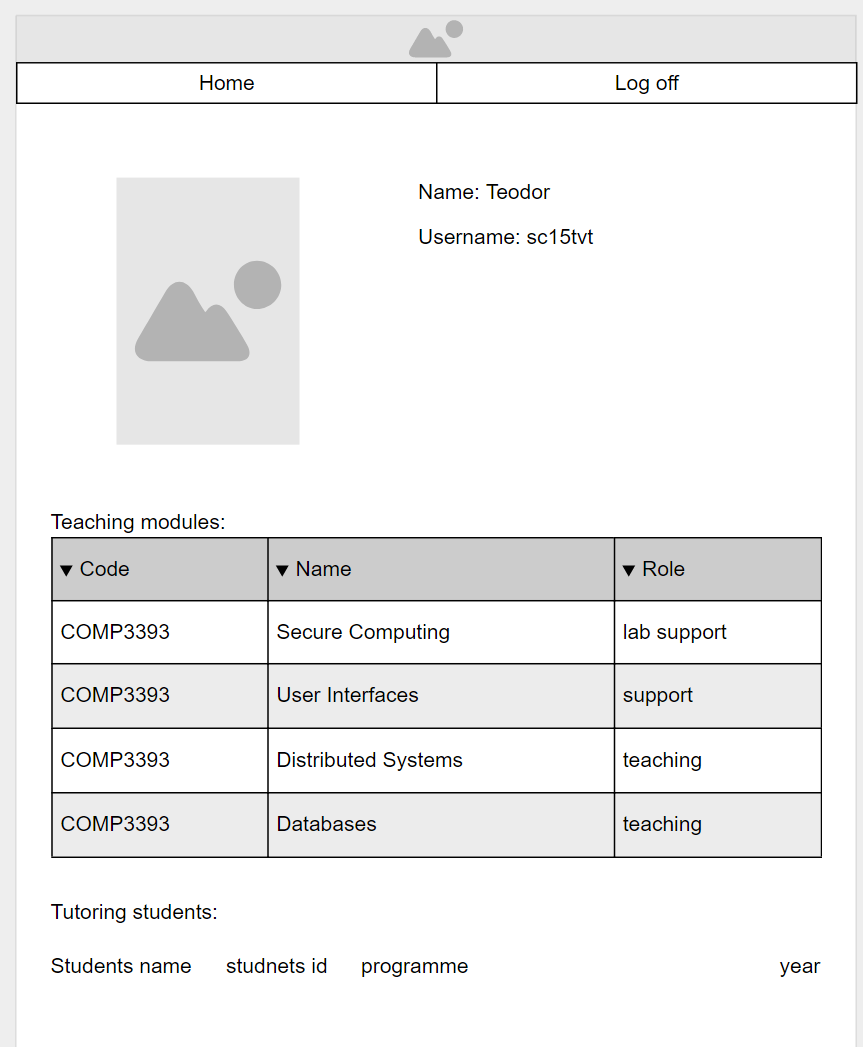 Home Log off
Name: Teodor
Username: sc15tvt
Teaching modules:
▼ Code ▼ Name ▼ Role
COMP3393 Secure Computing lab support
COMP3393 User Interfaces support
COMP3393 Distributed Systems teaching
COMP3393 Databases teaching
Tutoring students:
Students name studnets id programme year